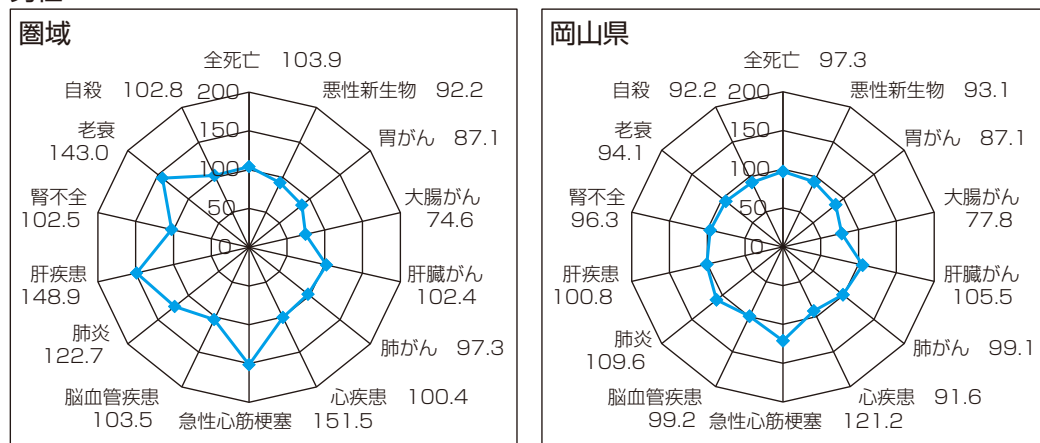 圏域
全死亡 103.9
悪性新生物 92.2
胃がん 87.1
大腸がん
74.6
肝臓がん
102.4
肺がん 97.3
心疾患 100.4
急性心筋梗塞 151.5
脳血管疾患
103.5
肺炎
122.7
肝疾患
148.9
腎不全
102.5
老衰
143.0
自殺 102.8
200
150
100
50
0
岡山県
全死亡 97.3
悪性新生物 93.1
胃がん 87.1
大腸がん
77.8
肝臓がん
105.5
肺がん 99.1
心疾患 91.6
急性心筋梗塞 121.2
脳血管疾患
99.2
肺炎
109.6
肝疾患
100.8
腎不全
96.3
老衰
94.1
自殺 92.2
200
150
100
50
0